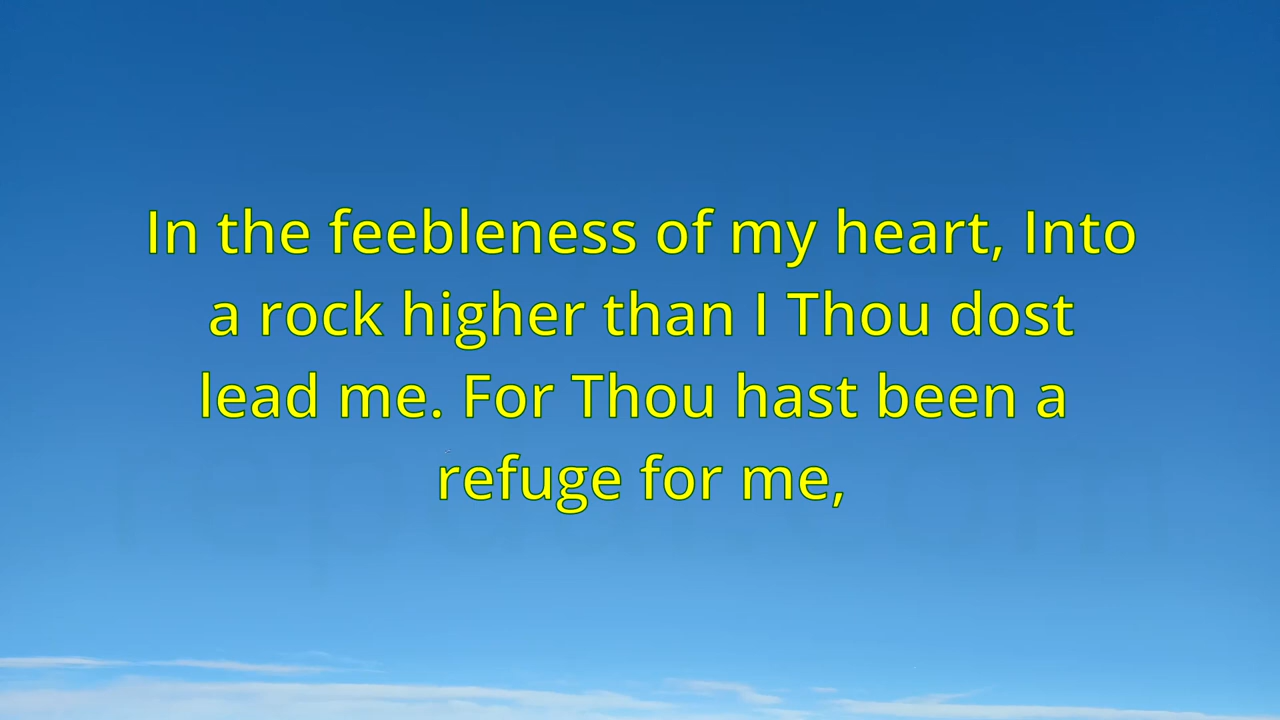 In the feebleness of my heart, Into
a rock higher than I Thou dost
lead me. For Thou hast been a
refuge for me,